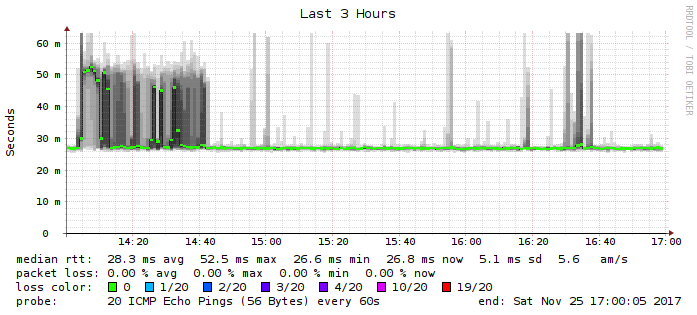 Last 3 Hours
RRDTOOL / TOBI OETIKER
Seconds
60 m
50 m
40 m
30 m
20 m
10 m
0
14:20 14:40 15:00 15:20 15:40 16:00 16:20 16:40 17:00
median rtt: 28.3 ms avg 52.5 ms max 26.6 ms min 26.8 ms now 5.1 ms sd 5.6 am/s
packet loss: 0.00 % avg 0.00 % max 0.00 % min 0.00 % now
loss color: 0 1/20 2/20 3/20 4/20 10/20 19/20
probe: 20 ICMP Echo Pings (56 Bytes) every 60s end: Sat Nov 25 17:00:05 2017